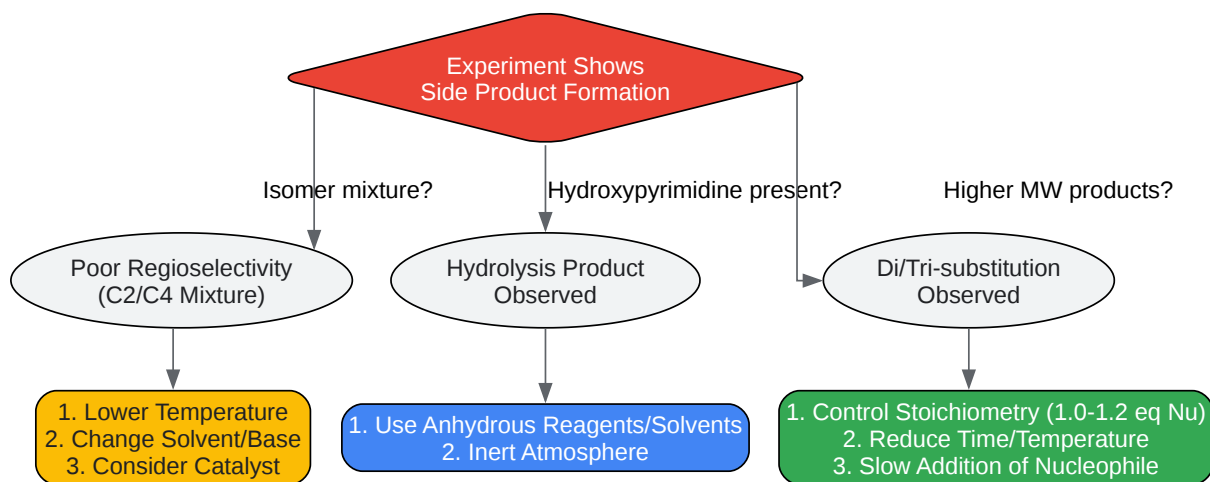 Experiment Shows
Side Product Formation
Isomer mixture?
Hydroxypyrimidine present?
Higher MW products?
Poor Regioselectivity
(C2/C4 Mixture)
Hydrolysis Product
Observed
Di/Tri-substitution
Observed
1. Lower Temperature
2. Change Solvent/Base
3. Consider Catalyst
1. Use Anhydrous Reagents/Solvents
2. Inert Atmosphere
1. Control Stoichiometry (1.0-1.2 eq Nu)
2. Reduce Time/Temperature
3. Slow Addition of Nucleophile